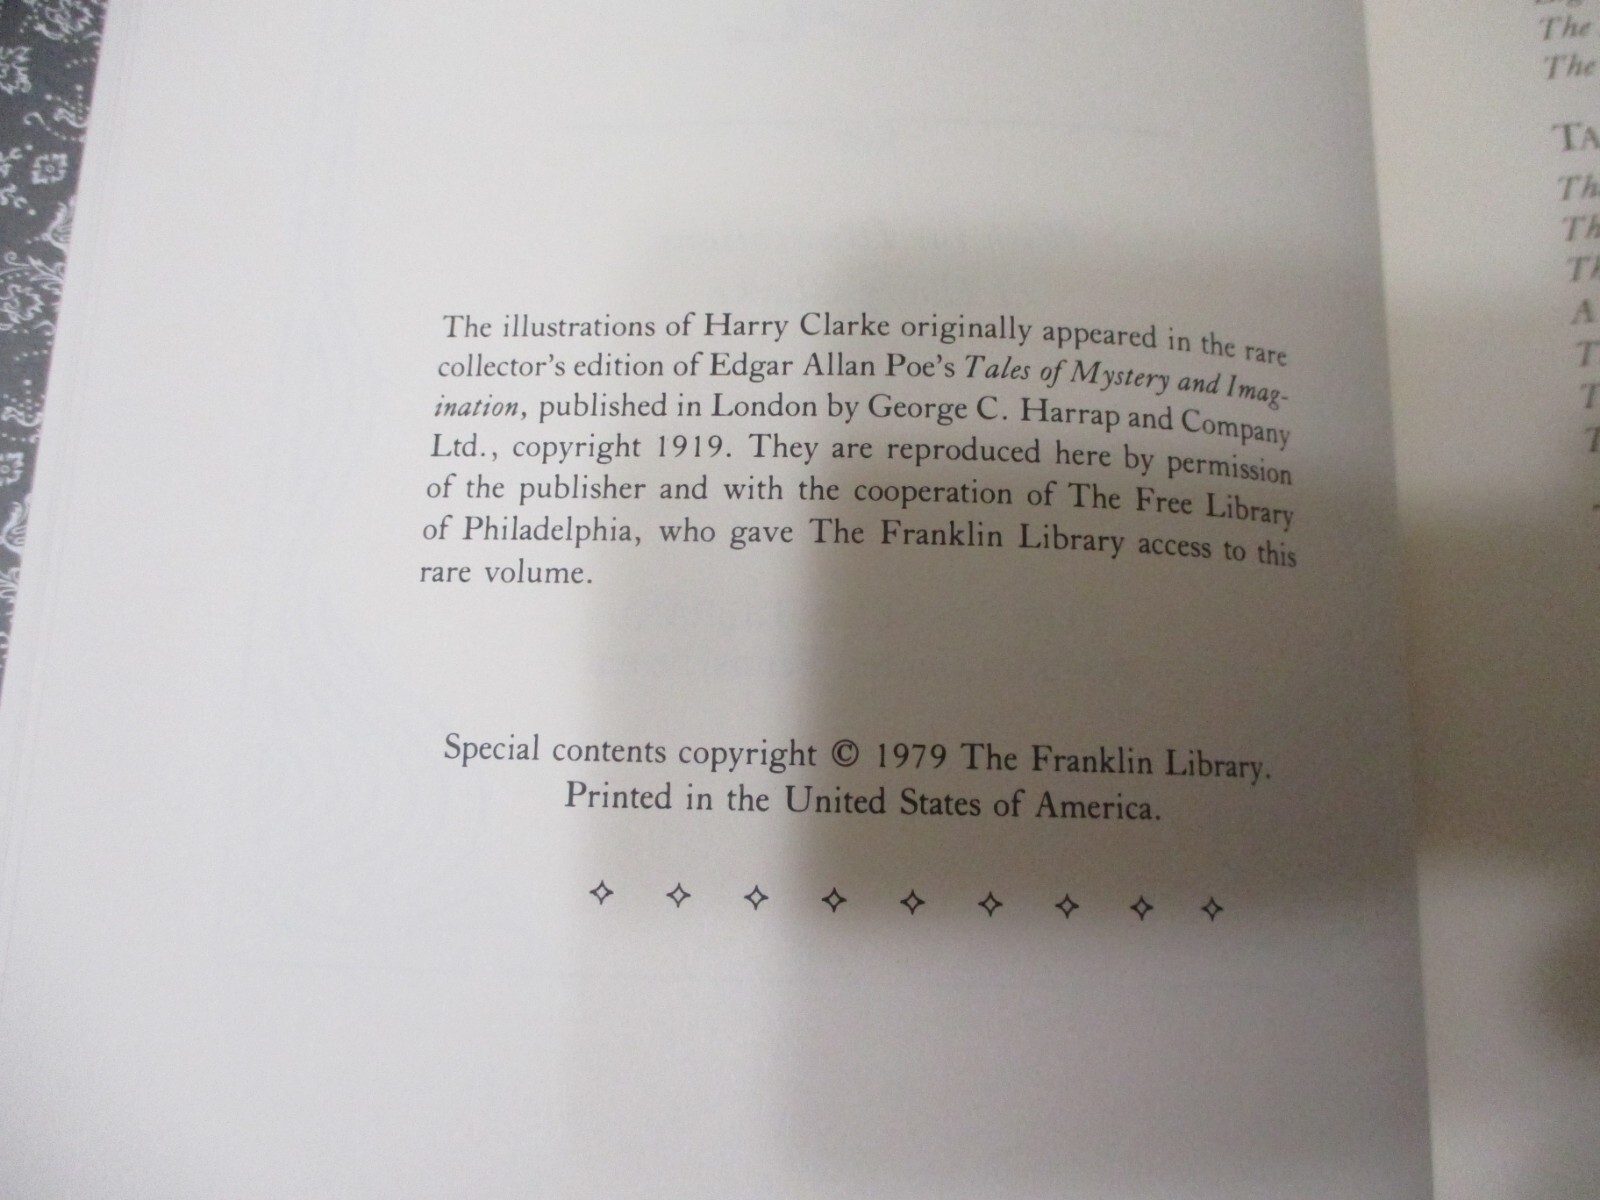 The illustrations of Harry Clarke originally appeared in the rare
collector's edition of Edgar Allan Poe's Tales of Mystery and Imag-
ination, published in London by George C. Harrap and Company
Ltd., copyright 1919. They are reproduced here by permission
of the publisher and with the cooperation of The Free Library
of Philadelphia, who gave The Franklin Library access to this
rare volume.
Special contents copyright © 1979 The Franklin Library.
Printed in the United States of America.
The
The
A